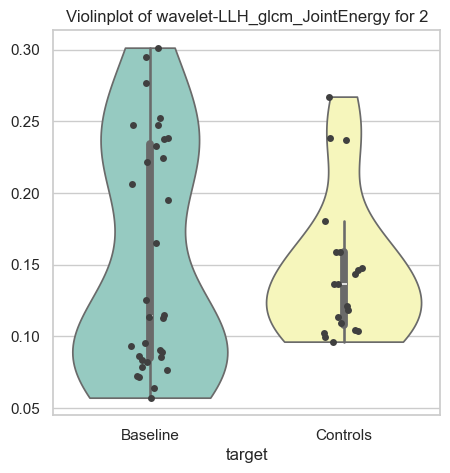 Violinplot of wavelet-LLH_glcm_JointEnergy for 2
0.30
0.25
0.20
0.15
0.10
0.05
Baseline
Controls
target